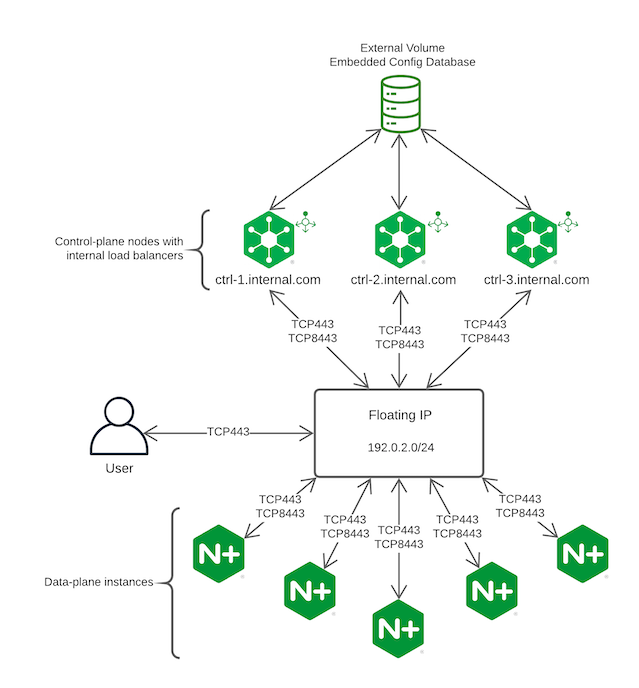 External Volume
Embedded Config Database
Control-plane nodes with
internal load balancers
ctrl-1.internal.com
ctrl-2.internal.com
ctrl-3.internal.com
TCP443
TCP8443
TCP443
TCP8443
TCP443
TCP8443
Floating IP
192.0.2.0/24
TCP443
User
TCP443
TCP8443
TCP443
TCP8443
TCP443
TCP8443
TCP443
TCP8443
TCP443
TCP8443
Data-plane instances
N+
N+
N+
N+
N+